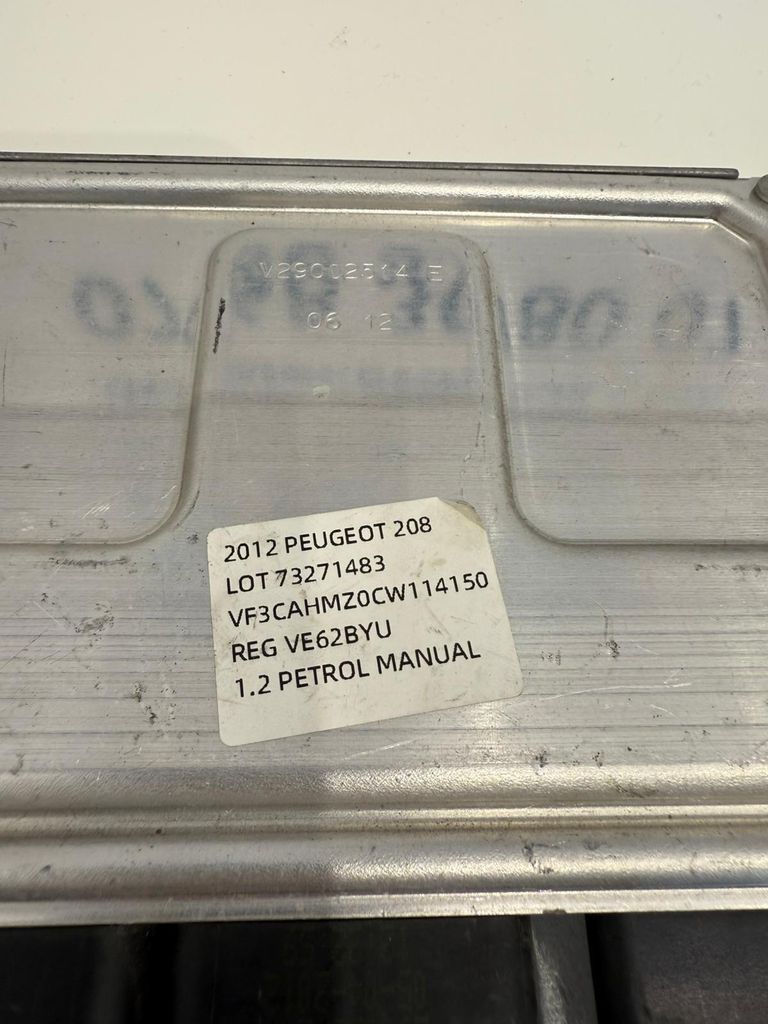 V29002514 E
06 12
2012 PEUGEOT 208
LOT 73271483
VF3CAHMZ0CW114150
REG VE62BYU
1.2 PETROL MANUAL